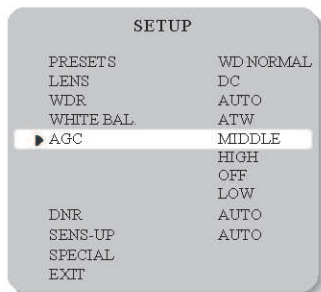 SETUP
PRESETS WD NORMAL
LENS DC
WDR AUTO
WHITE BAL. ATW
AGC MIDDLE
HIGH
OFF
LOW
DNR AUTO
SENS-UP AUTO
SPECIAL
EXIT